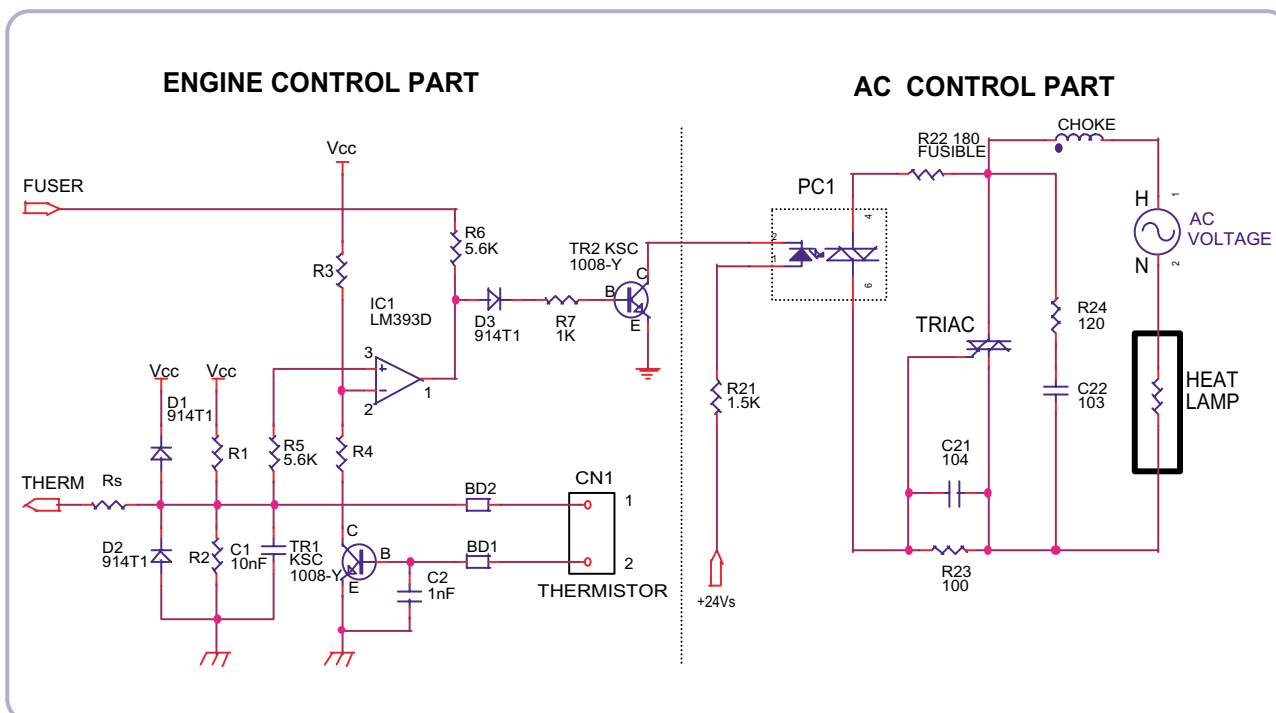 ENGINE CONTROL PART
AC CONTROL PART
CHOKE
R22 180
FUSIBLE
Vcc
FUSER
PC1
4
H
1
AC
VOLTAGE
N
2
R6
5.6K
TR2 KSC
1008-Y
C
B
E
2
1
6
R3
IC1
LM393D
D3
914T1
R7
1K
TRIAC
R24
120
3
+
−
2
1
Vcc
Vcc
D1
914T1
R21
1.5K
C22
103
HEAT
LAMP
R1
R5
5.6K
R4
C21
104
CN1
THERM
Rs
BD2
1
D2
914T1
R2
C1
10nF
TR1
KSC
1008-Y
C
B
E
BD1
2
C2
1nF
THERMISTOR
R23
100
+24Vs